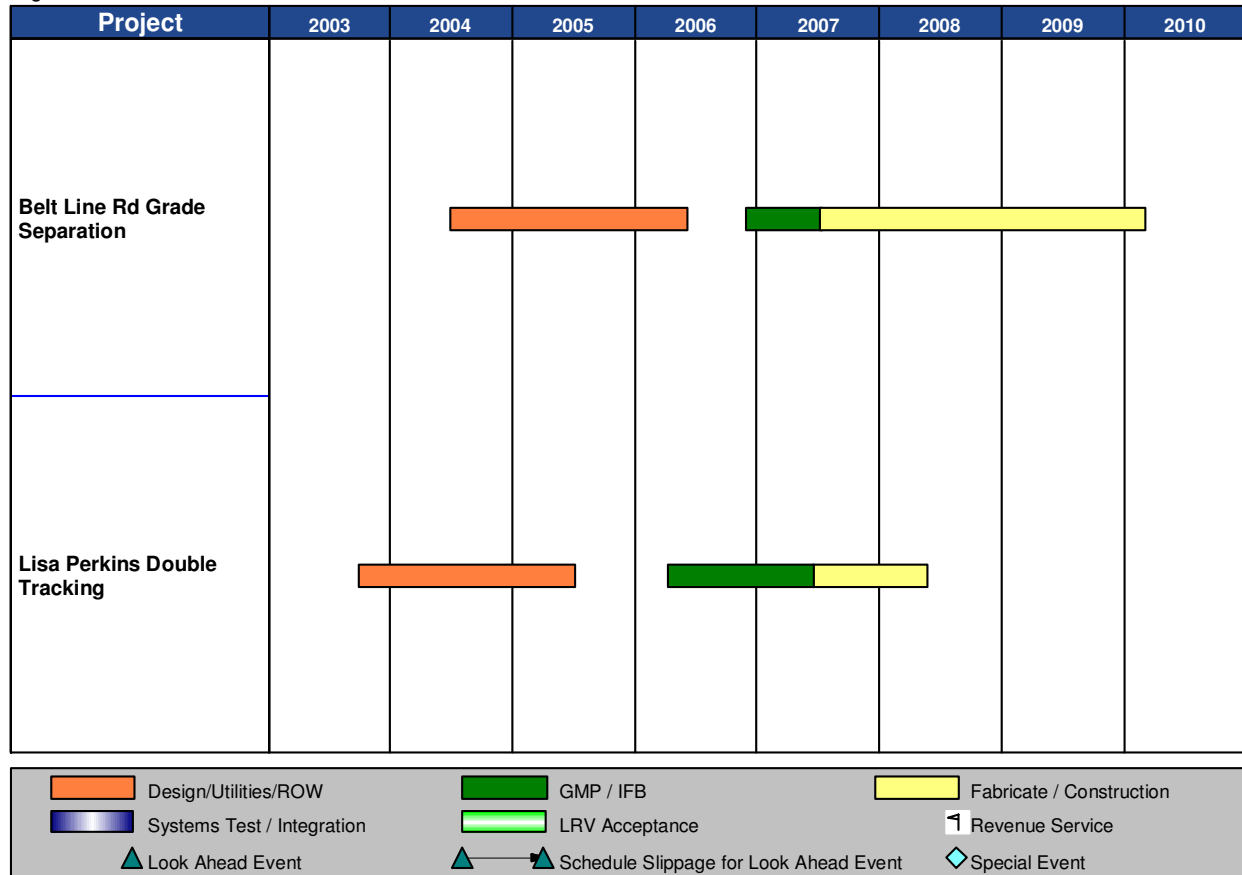 Project 2003 2004 2005 2006 2007 2008 2009 2010
Belt Line Rd Grade
Separation
Lisa Perkins Double
Tracking
Design/Utilities/ROW GMP / IFB Fabricate / Construction
Systems Test / Integration LRV Acceptance Revenue Service
Look Ahead Event Schedule Slippage for Look Ahead Event Special Event